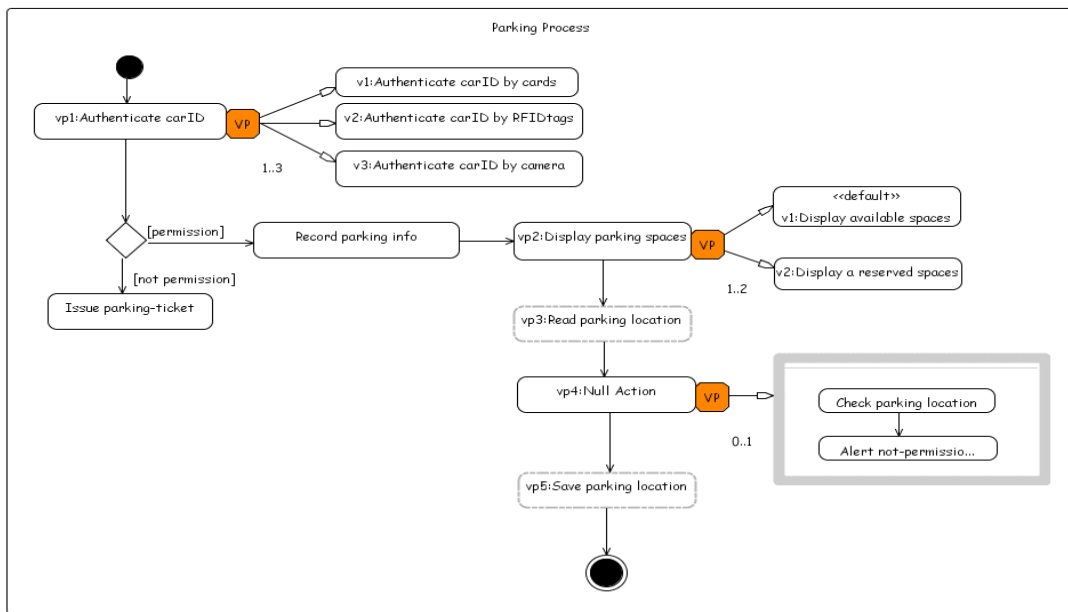 Parking Process
vp1:Authenticate carID
VP
1..3
v1:Authenticate carID by cards
v2:Authenticate carID by RFIDtags
v3:Authenticate carID by camera
[permission]
[not permission]
Issue parking-ticket
Record parking info
vp2:Display parking spaces
VP
1..2
<<default>>
v1:Display available spaces
v2:Display a reserved spaces
vp3:Read parking location
vp4:Null Action
VP
0..1
Check parking location
Alert not-permissio...
vp5:Save parking location